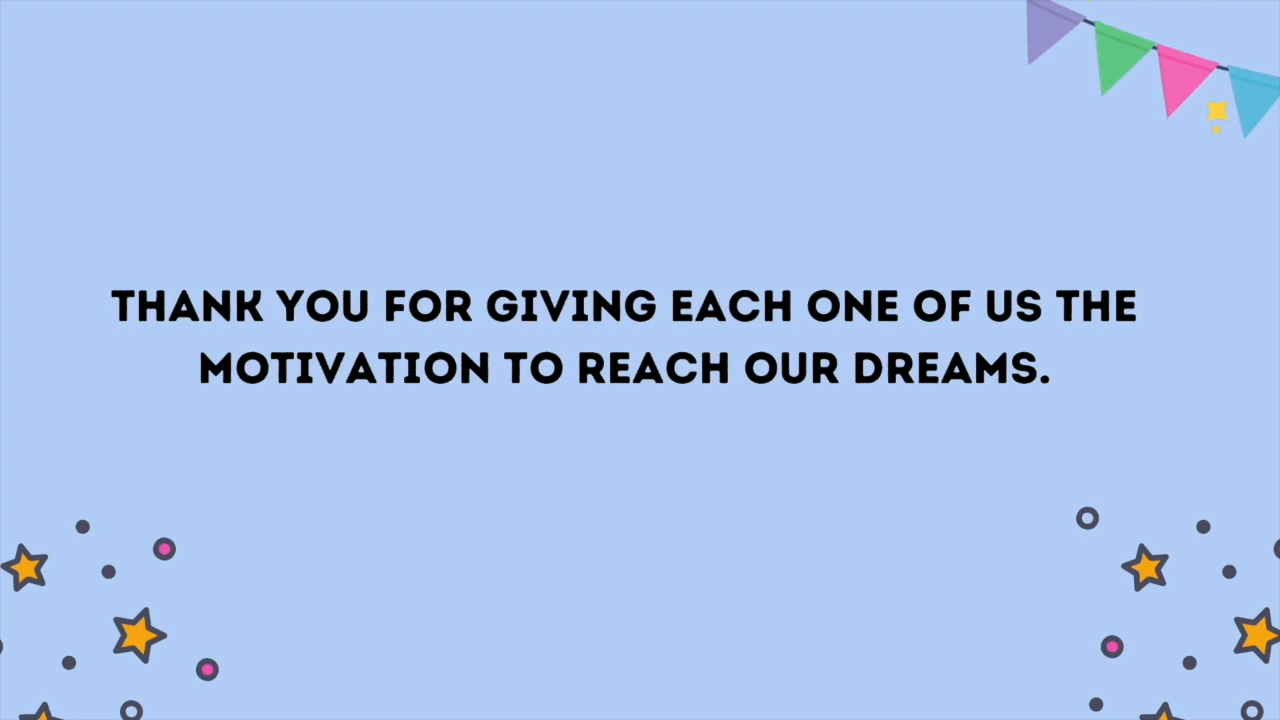 THANK YOU FOR GIVING EACH ONE OF US THE
MOTIVATION TO REACH OUR DREAMS.